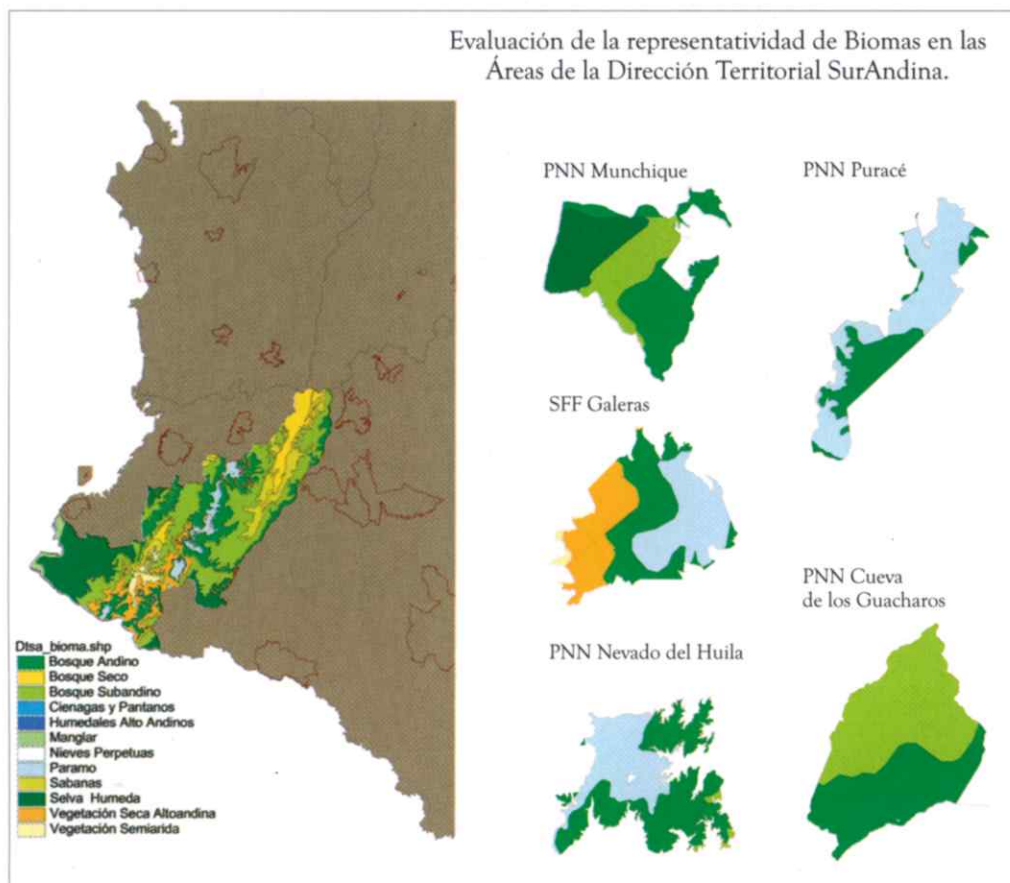 Evaluación de la representatividad de Biomas en las
Áreas de la Dirección Territorial SurAndina.
PNN Munchique
PNN Puracé
SFF Galeras
PNN Cueva
de los Guacharos
PNN Nevado del Huila
Dtsa_bioma.shp
Bosque Andino
Bosque Seco
Bosque Subandino
Cienagas y Pantanos
Humedales Alto Andinos
Manglar
Nieves Perpetuas
Paramo
Sabanas
Selva Humeda
Vegetación Seca Altoandina
Vegetación Semiarida